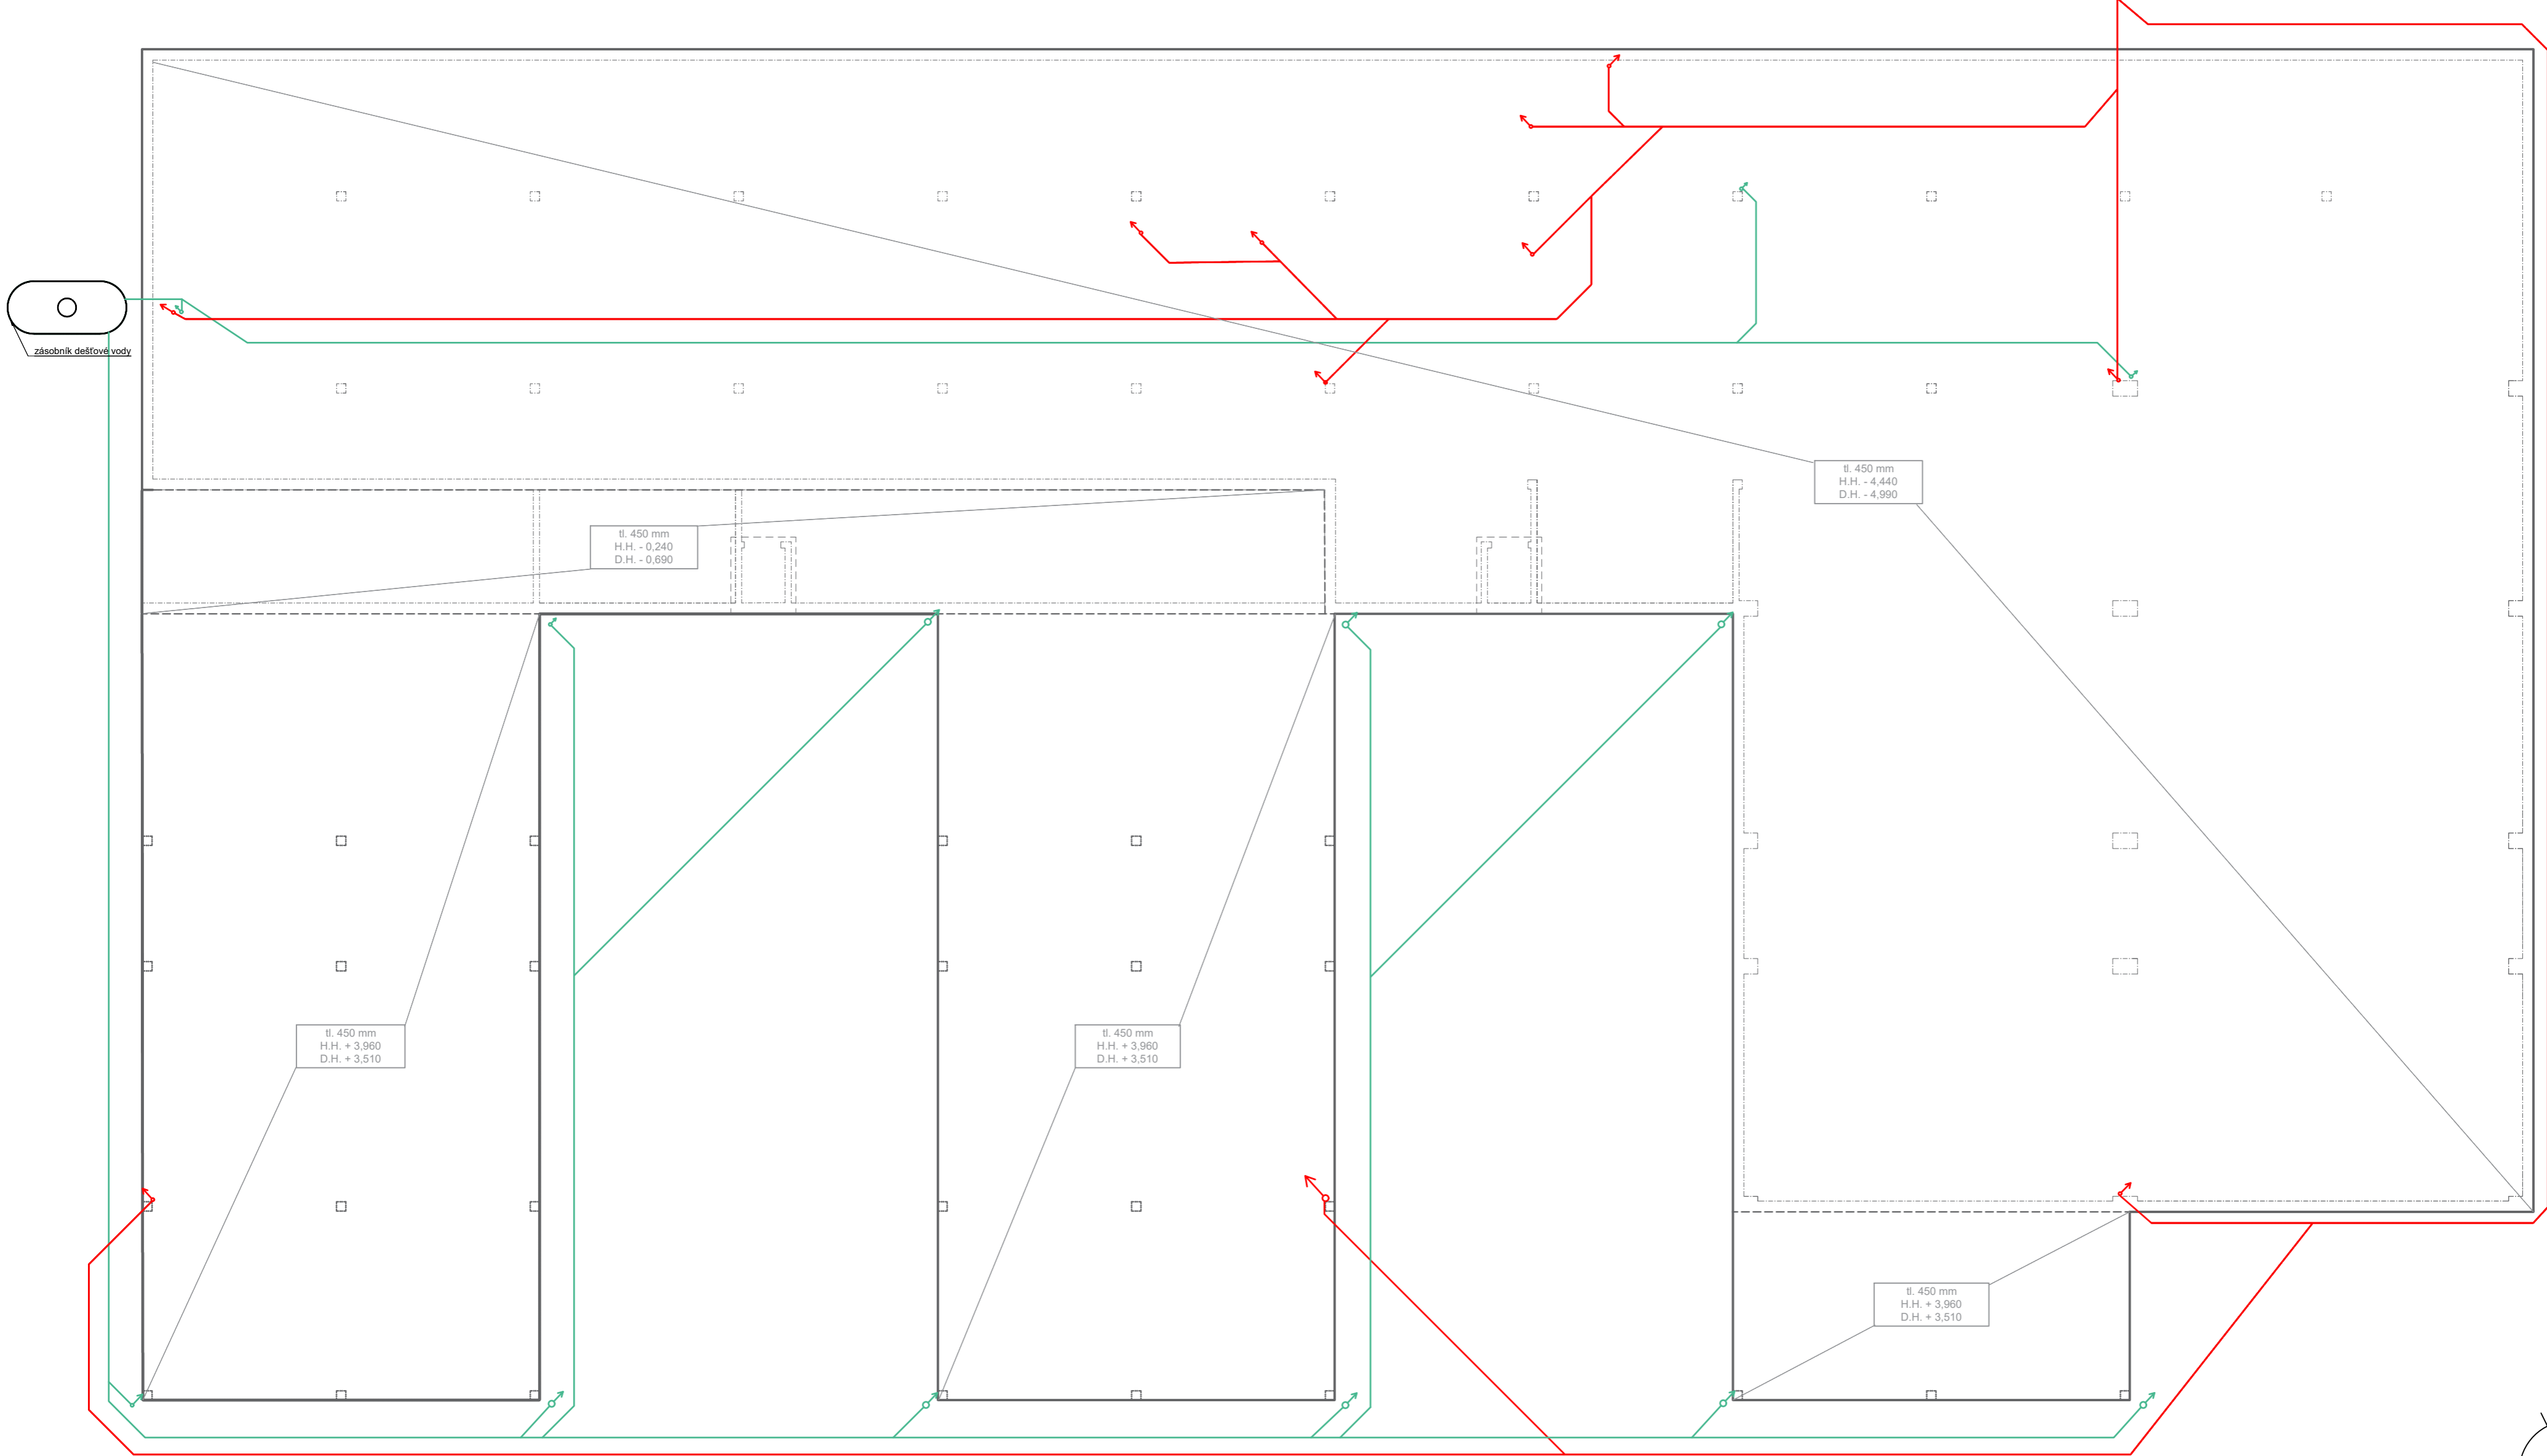 zásobník dešťové vody
tl. 450 mm
H.H. - 4,440
D.H. - 4,990
tl. 450 mm
H.H. - 0,240
D.H. - 0,690
tl. 450 mm
H.H. + 3,960
D.H. + 3,510
tl. 450 mm
H.H. + 3,960
D.H. + 3,510
tl. 450 mm
H.H. + 3,960
D.H. + 3,510